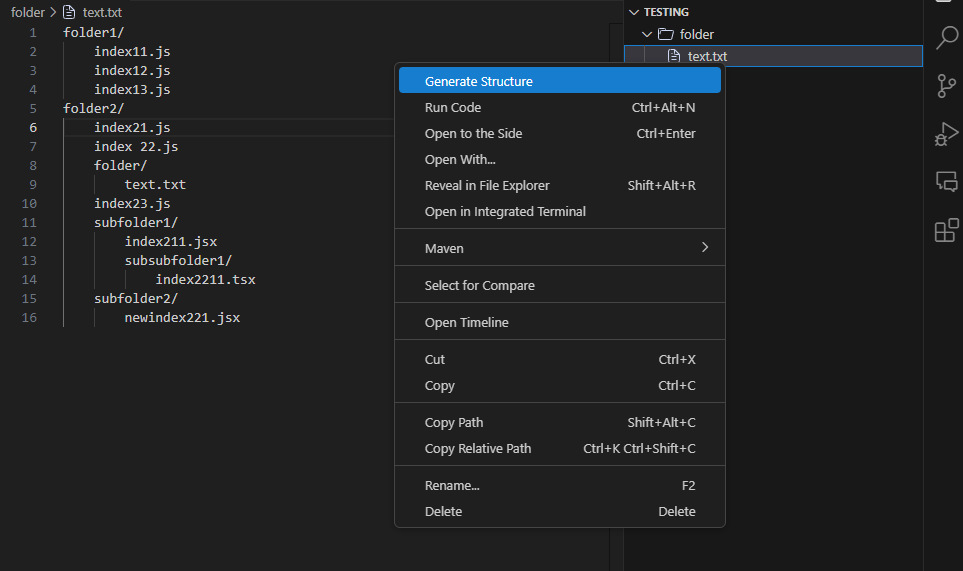 folder > text.txt
1 folder1/
2 index11.js
3 index12.js
4 index13.js
5 folder2/
6 index21.js
7 index 22.js
8 folder/
9 text.txt
10 index23.js
11 subfolder1/
12 index211.jsx
13 subsubfolder1/
14 index2211.tsx
15 subfolder2/
16 newindex221.jsx
TESTING
folder
text.txt
Generate Structure
Run Code Ctrl+Alt+N
Open to the Side Ctrl+Enter
Open With...
Reveal in File Explorer Shift+Alt+R
Open in Integrated Terminal
Maven
Select for Compare
Open Timeline
Cut Ctrl+X
Copy Ctrl+C
Copy Path Shift+Alt+C
Copy Relative Path Ctrl+K Ctrl+Shift+C
Rename... F2
Delete Delete